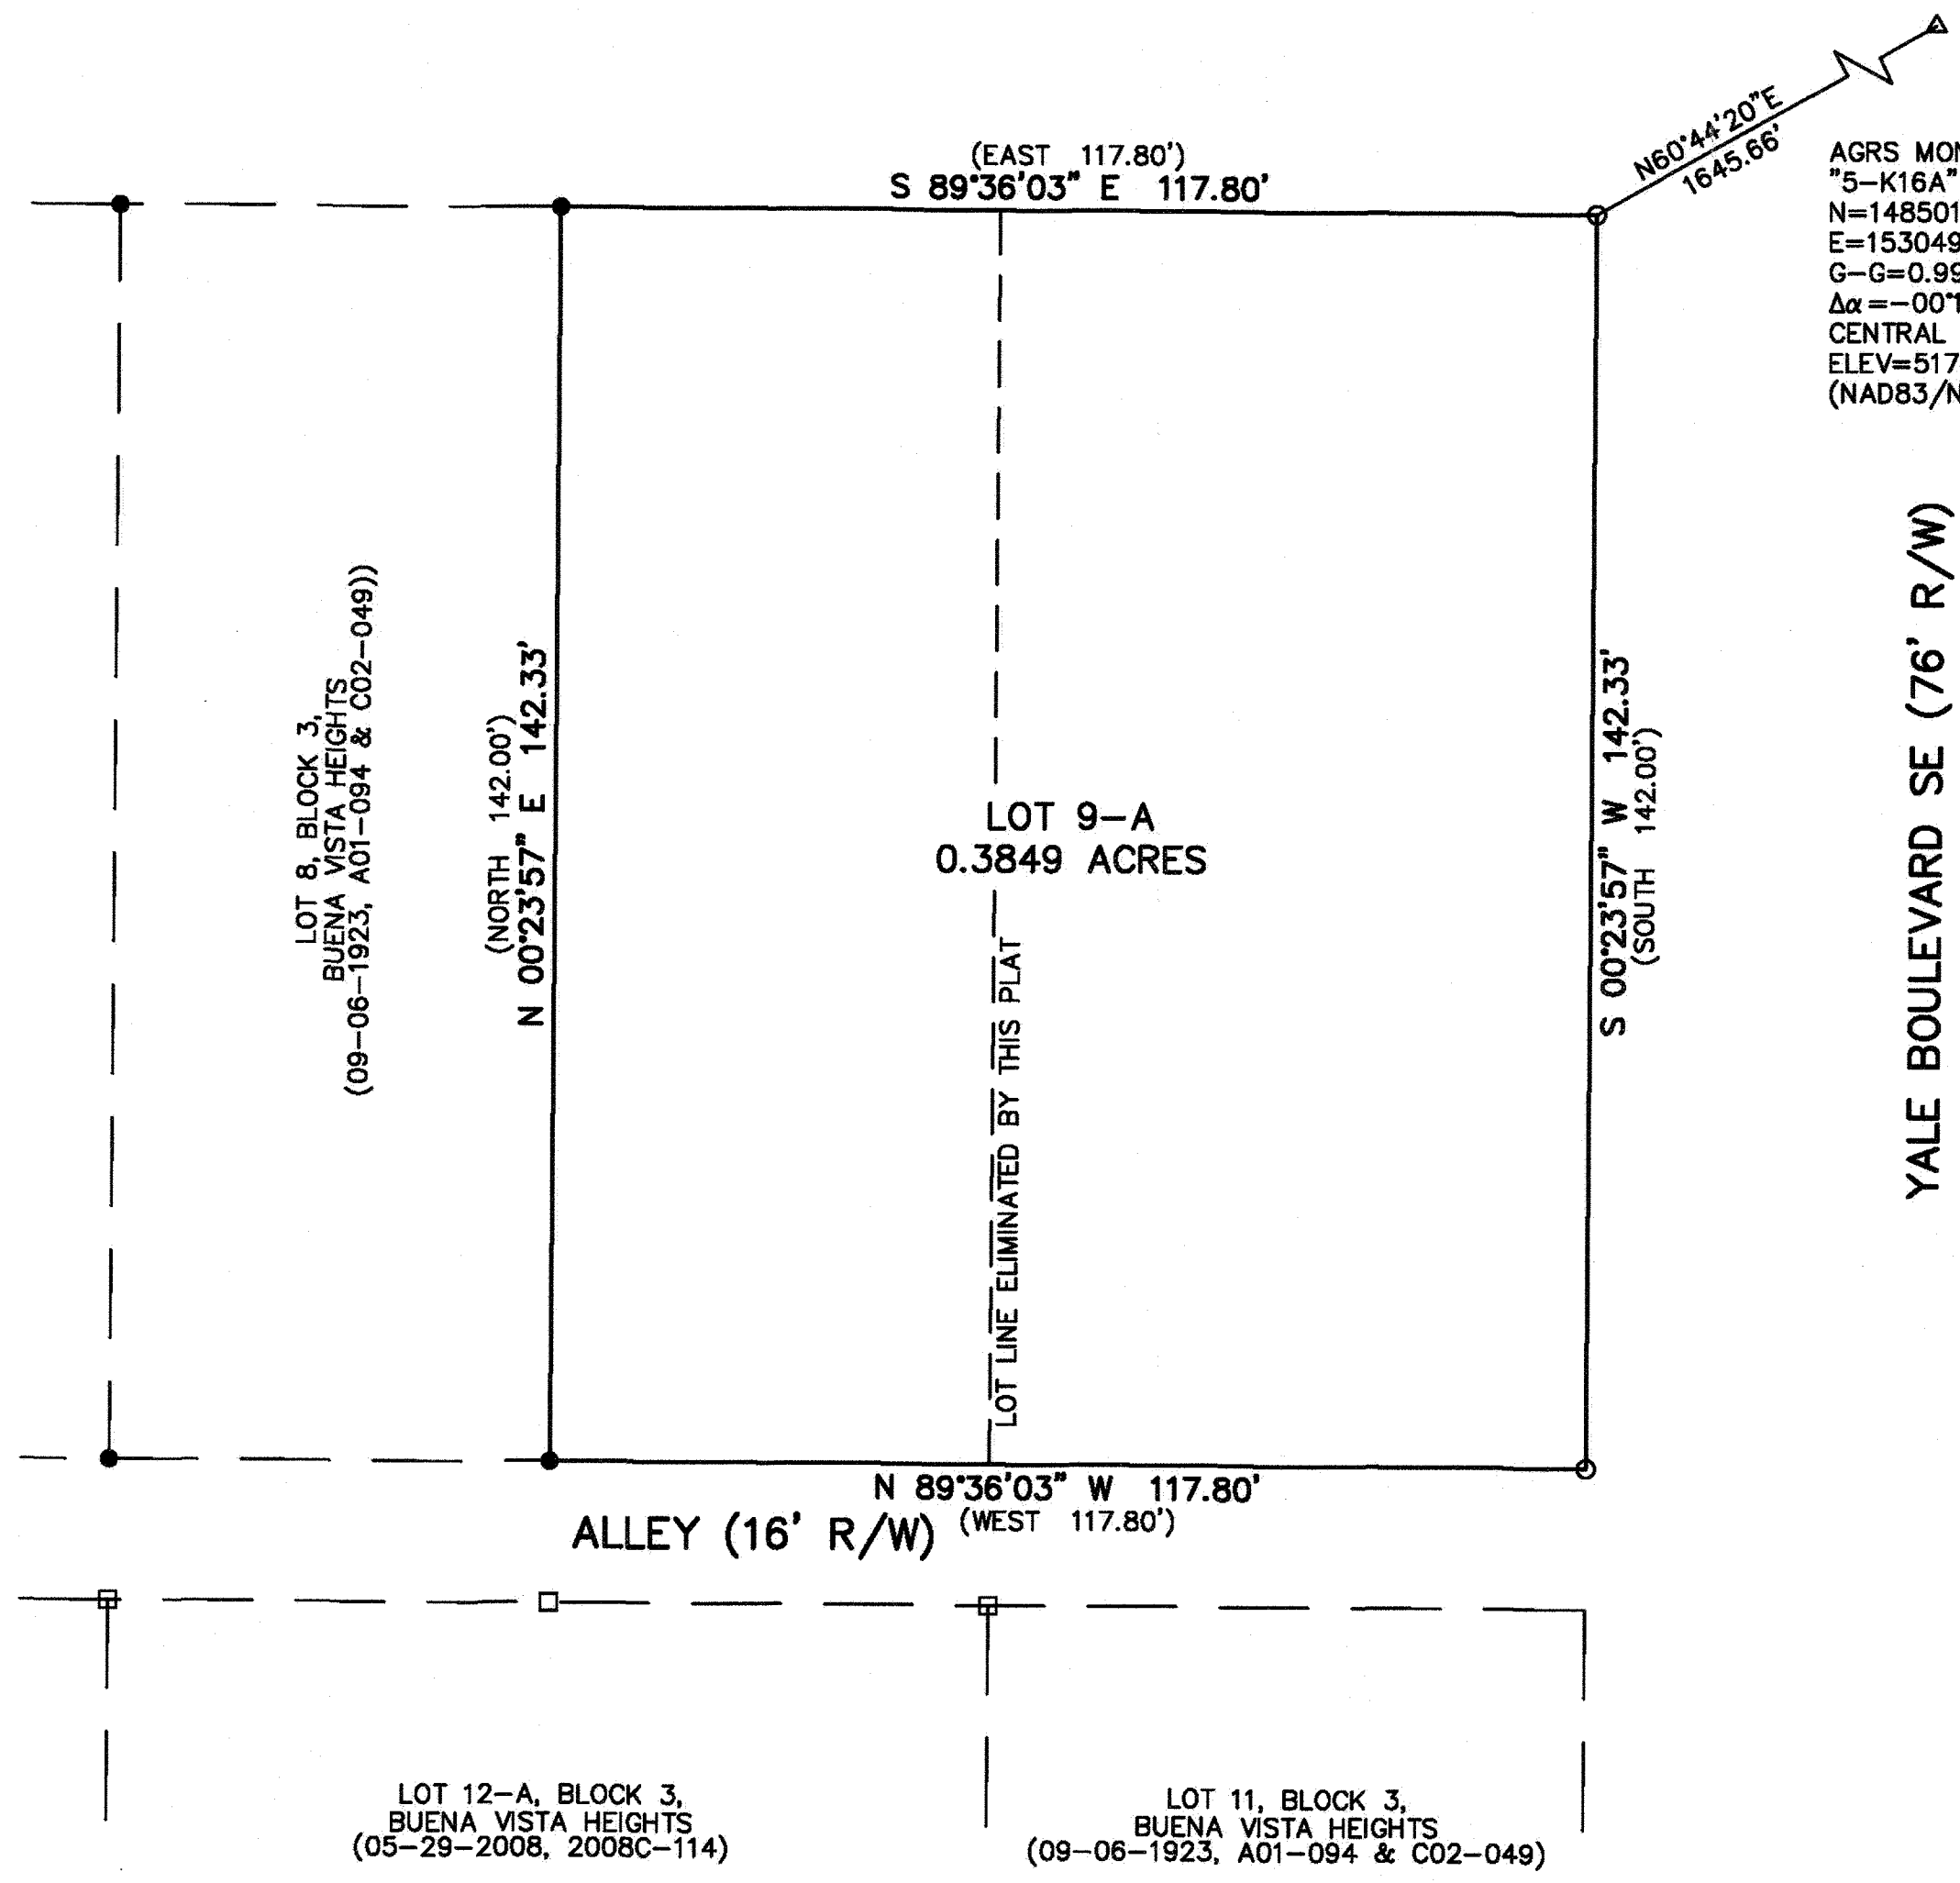 N60°44'20"E
1645.66'
(EAST 117.80')
S 89°36'03" E 117.80'
AGRS MON
"5-K16A"
N=148501
E=153049
G-G=0.99
Δα=-00°1
CENTRAL
ELEV=517
(NAD83/N
LOT 8, BLOCK 3,
BUENA VISTA HEIGHTS
(09-06-1923, A01-094 & C02-049))
(NORTH 142.00')
N 00°23'57" E 142.33'
LOT 9-A
0.3849 ACRES
LOT LINE ELIMINATED BY THIS PLAT
S 00°23'57" W 142.33'
(SOUTH 142.00')
YALE BOULEVARD SE (76' R/W)
N 89°36'03" W 117.80'
(WEST 117.80')
ALLEY (16' R/W)
LOT 12-A, BLOCK 3,
BUENA VISTA HEIGHTS
(05-29-2008, 2008C-114)
LOT 11, BLOCK 3,
BUENA VISTA HEIGHTS
(09-06-1923, A01-094 & C02-049)